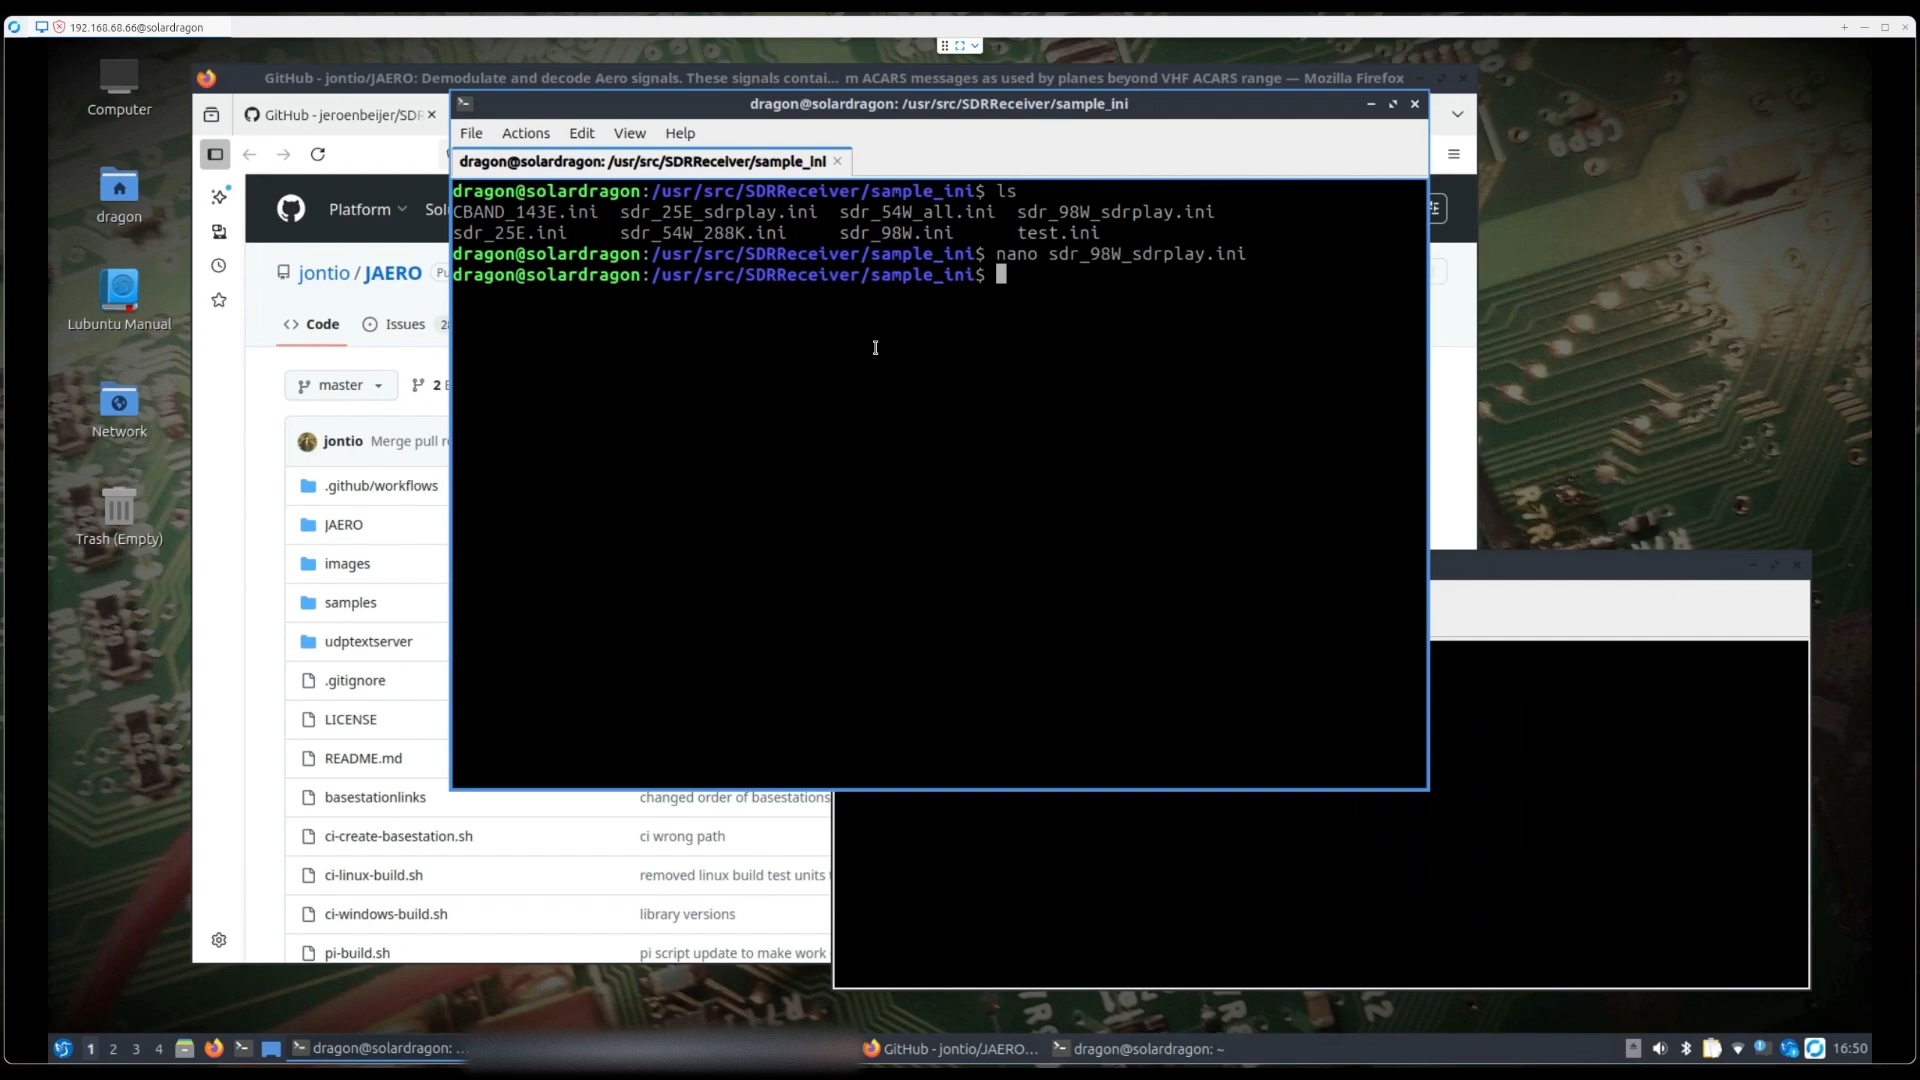 192.168.68.66@solardragon
Computer
dragon
Lubuntu Manual
Network
Trash (Empty)
GitHub - jontio/JAERO: Demodulate and decode Aero signals. These signals contai... m ACARS messages as used by planes beyond VHF ACARS range — Mozilla Firefox
GitHub - jeroenbeijer/SDR
Platform
Sol
jontio / JAERO
Pu
Code
Issues
28
master
2
jontio Merge pull r
.github/workflows
JAERO
images
samples
udptextserver
.gitignore
LICENSE
README.md
basestationlinks changed order of basestations
ci-create-basestation.sh ci wrong path
ci-linux-build.sh removed linux build test units
ci-windows-build.sh library versions
pi-build.sh pi script update to make work
dragon@solardragon: /usr/src/SDRReceiver/sample_ini
File Actions Edit View Help
dragon@solardragon: /usr/src/SDRReceiver/sample_ini
dragon@solardragon:/usr/src/SDRReceiver/sample_ini$ ls
CBAND_143E.ini sdr_25E_sdrplay.ini sdr_54W_all.ini sdr_98W_sdrplay.ini
sdr_25E.ini sdr_54W_288K.ini sdr_98W.ini test.ini
dragon@solardragon:/usr/src/SDRReceiver/sample_ini$ nano sdr_98W_sdrplay.ini
dragon@solardragon:/usr/src/SDRReceiver/sample_ini$
1 2 3 4
dragon@solardragon: ...
GitHub - jontio/JAERO...
dragon@solardragon: ~
16:50